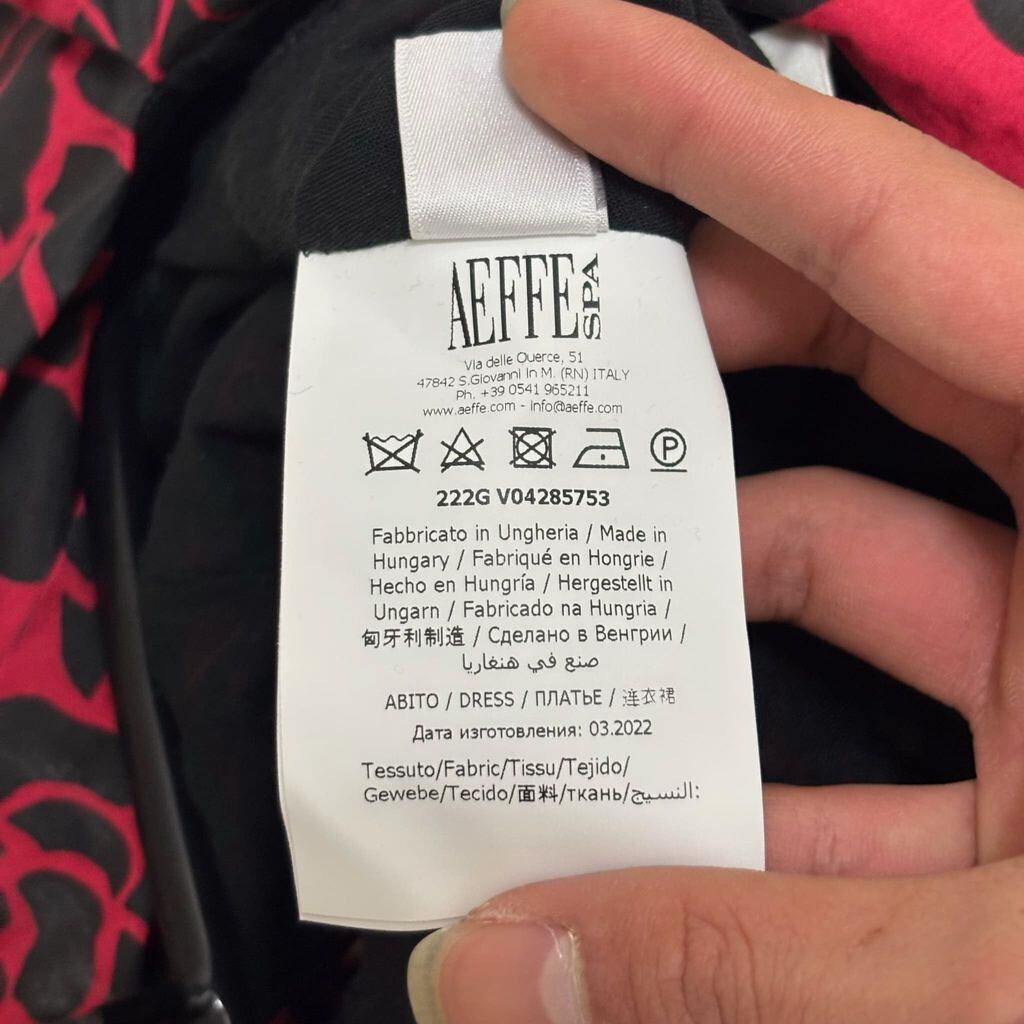 AEFFE SPA
Via delle Querce, 51
47842 S.Giovanni in M. (RN) ITALY
Ph. +39 0541 965211
www.aeffe.com - info@aeffe.com
P
222G V04285753
Fabbricato in Ungheria / Made in
Hungary / Fabriqué en Hongrie /
Hecho en Hungría / Hergestellt in
Ungarn / Fabricado na Hungria /
匈牙利制造 / Сделано в Венгрии /
صنع في هنغاريا
ABITO / DRESS / ПЛАТЬЕ / 连衣裙
Дата изготовления: 03.2022
Tessuto/Fabric/Tissu/Tejido/
Gewebe/Tecido/面料/ткань/النسيج: